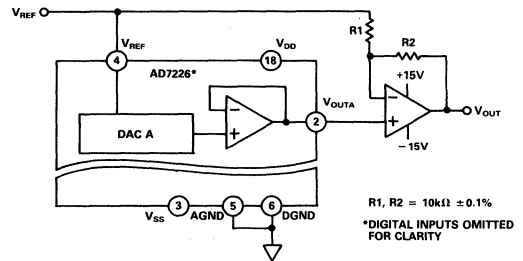 VREF
R1
R2
VREF
VDD
4
18
AD7226*
+15V
VOUTA
DAC A
−
+
2
−
+
VOUT
−15V
VSS
3
AGND
5
6
DGND
R1, R2 = 10kΩ ±0.1%
*DIGITAL INPUTS OMITTED
FOR CLARITY